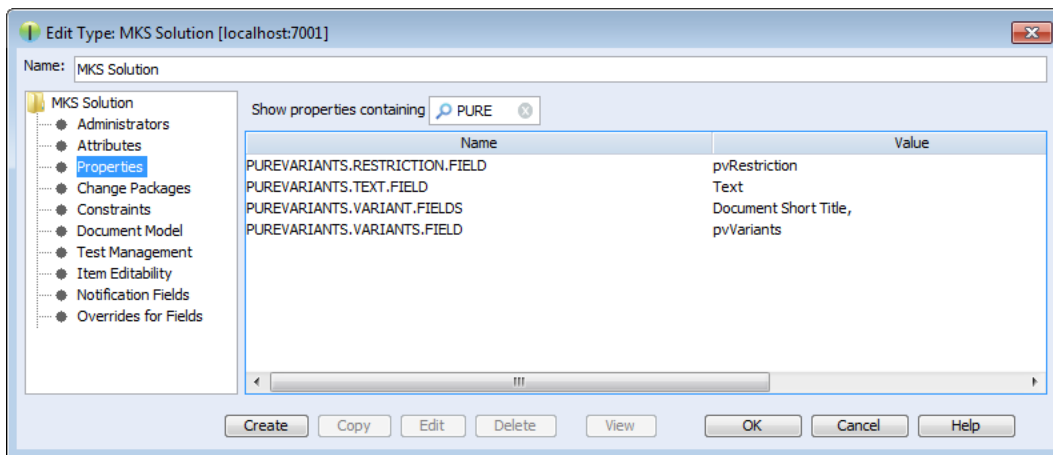 Edit Type: MKS Solution [localhost:7001]
Name: MKS Solution
MKS Solution
Administrators
Attributes
Properties
Change Packages
Constraints
Document Model
Test Management
Item Editability
Notification Fields
Overrides for Fields
Show properties containing PURE
Name Value
PUREVARIANTS.RESTRICTION.FIELD pvRestriction
PUREVARIANTS.TEXT.FIELD Text
PUREVARIANTS.VARIANT.FIELDS Document Short Title,
PUREVARIANTS.VARIANTS.FIELD pvVariants
Create Copy Edit Delete View OK Cancel Help